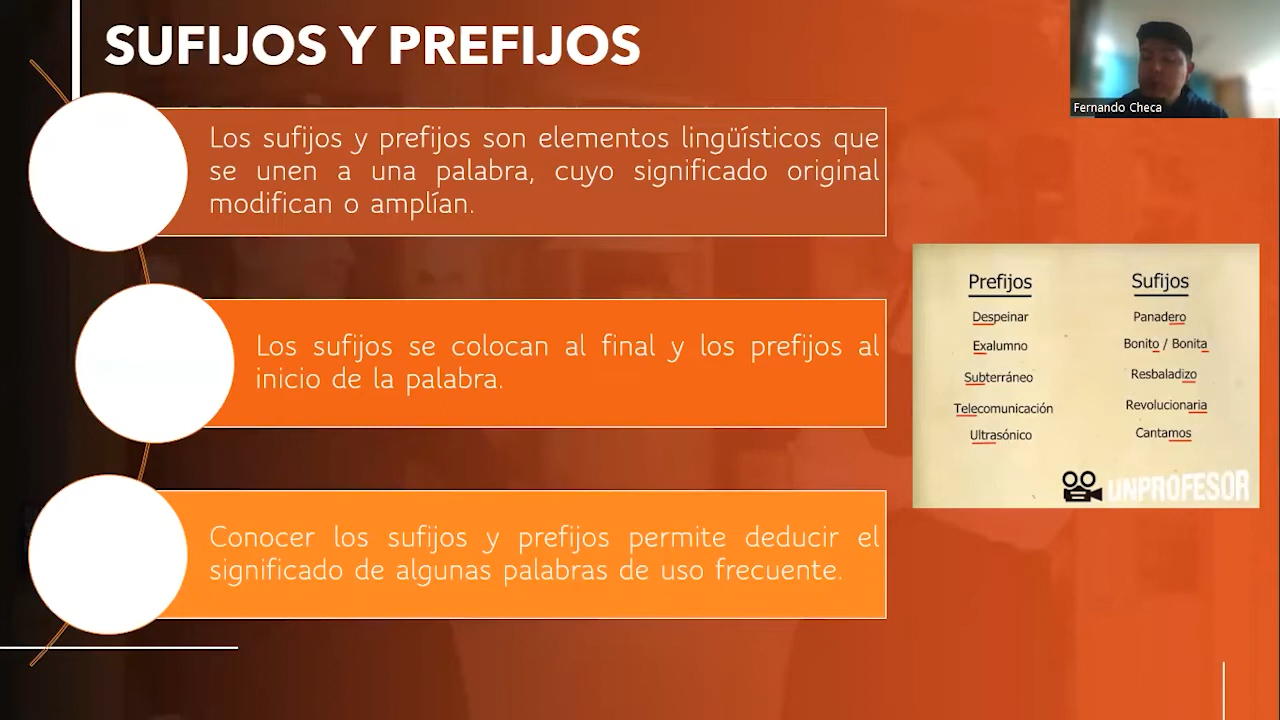 SUFIJOS Y PREFIJOS
Fernando Checa
Los sufijos y prefijos son elementos lingüísticos que
se unen a una palabra, cuyo significado original
modifican o amplían.
Los sufijos se colocan al final y los prefijos al
inicio de la palabra.
Conocer los sufijos y prefijos permite deducir el
significado de algunas palabras de uso frecuente.
Prefijos
Despeinar
Exalumno
Subterráneo
Telecomunicación
Ultrasónico
Sufijos
Panadero
Bonito / Bonita
Resbaladizo
Revolucionaria
Cantamos
UNPROFESOR